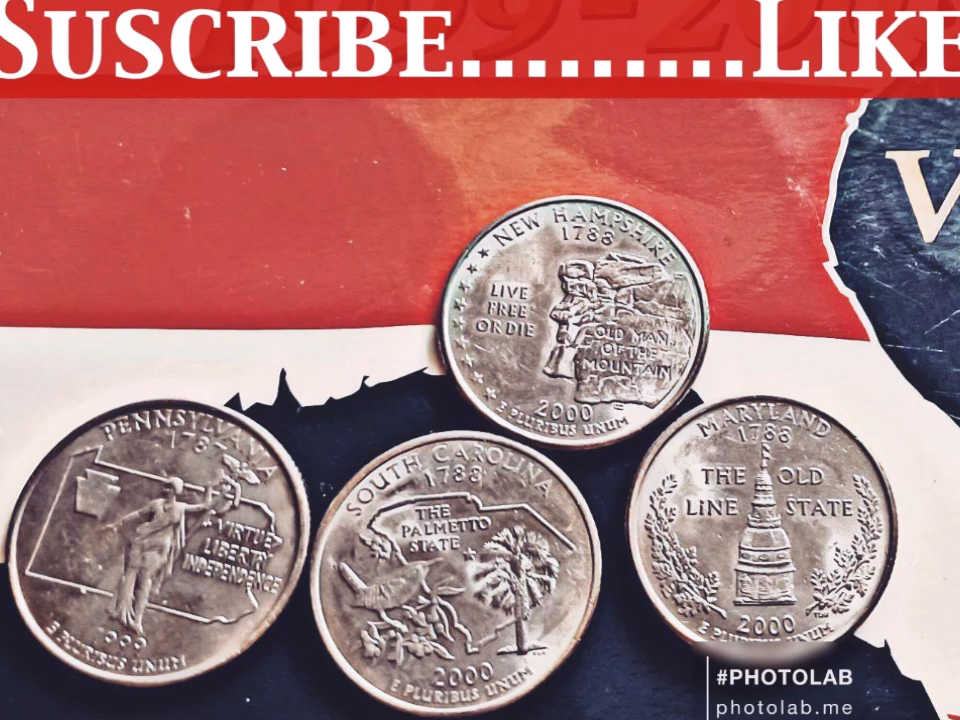 SUSCRIBE.........LIKE
V
NEW HAMPSHIRE
1788
LIVE
FREE
OR DIE
OLD MAN
OF THE
MOUNTAIN
2000
E PLURIBUS UNUM
PENNSYLVANIA
VIRTUE
LIBERTY
INDEPENDENCE
E PLURIBUS UNUM
SOUTH CAROLINA
1788
THE
PALMETTO
STATE
2000
E PLURIBUS UNUM
MARYLAND
1788
THE OLD
LINE STATE
2000
E PLURIBUS UNUM
#PHOTOLAB
photolab.me